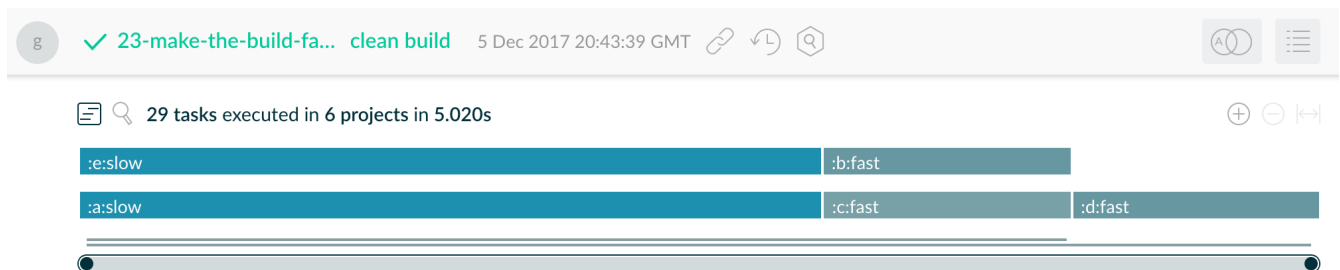 g 23-make-the-build-fa... clean build 5 Dec 2017 20:43:39 GMT A
29 tasks executed in 6 projects in 5.020s
:e:slow :b:fast
:a:slow :c:fast :d:fast